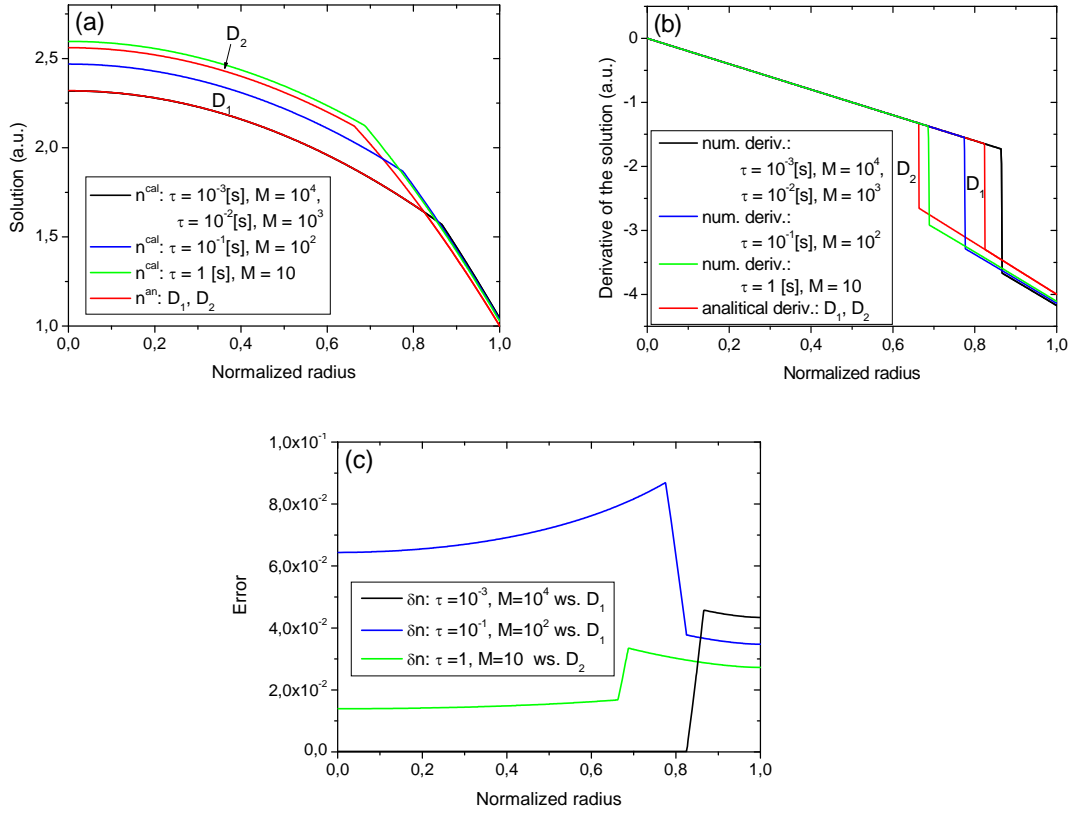 (a)
D2
D1
2,5
2,0
1,5
1,0
Solution (a.u.)
n^cal: τ = 10^-3[s], M = 10^4,
τ = 10^-2[s], M = 10^3
n^cal: τ = 10^-1[s], M = 10^2
n^cal: τ = 1 [s], M = 10
n^an: D1, D2
0,0 0,2 0,4 0,6 0,8 1,0
Normalized radius
(b)
0
-1
-2
-3
-4
Derivative of the solution (a.u.)
D2
D1
num. deriv.:
τ = 10^-3[s], M = 10^4,
τ = 10^-2[s], M = 10^3
num. deriv.:
τ = 10^-1[s], M = 10^2
num. deriv.:
τ = 1 [s], M = 10
analitical deriv.: D1, D2
0,0 0,2 0,4 0,6 0,8 1,0
Normalized radius
(c)
1,0x10^-1
8,0x10^-2
6,0x10^-2
4,0x10^-2
2,0x10^-2
0,0
Error
δn: τ =10^-3, M=10^4 ws. D1
δn: τ =10^-1, M=10^2 ws. D1
δn: τ =1, M=10 ws. D2
0,0 0,2 0,4 0,6 0,8 1,0
Normalized radius